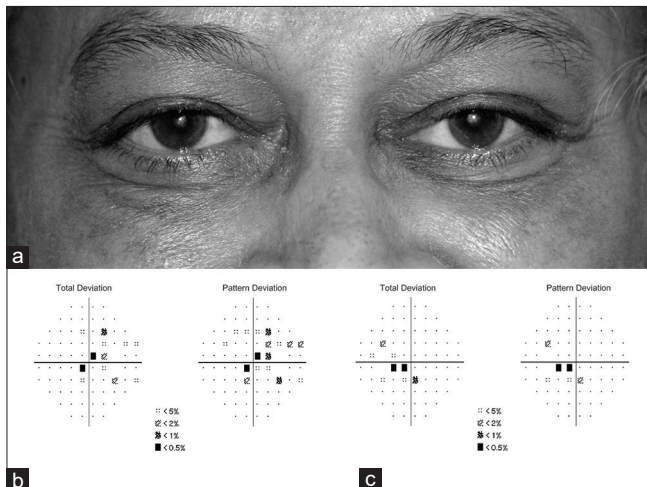 a
Total Deviation Pattern Deviation Total Deviation Pattern Deviation
:: < 5% :: < 5%
< 2% < 2%
< 1% < 1%
■ < 0.5% ■ < 0.5%
b c